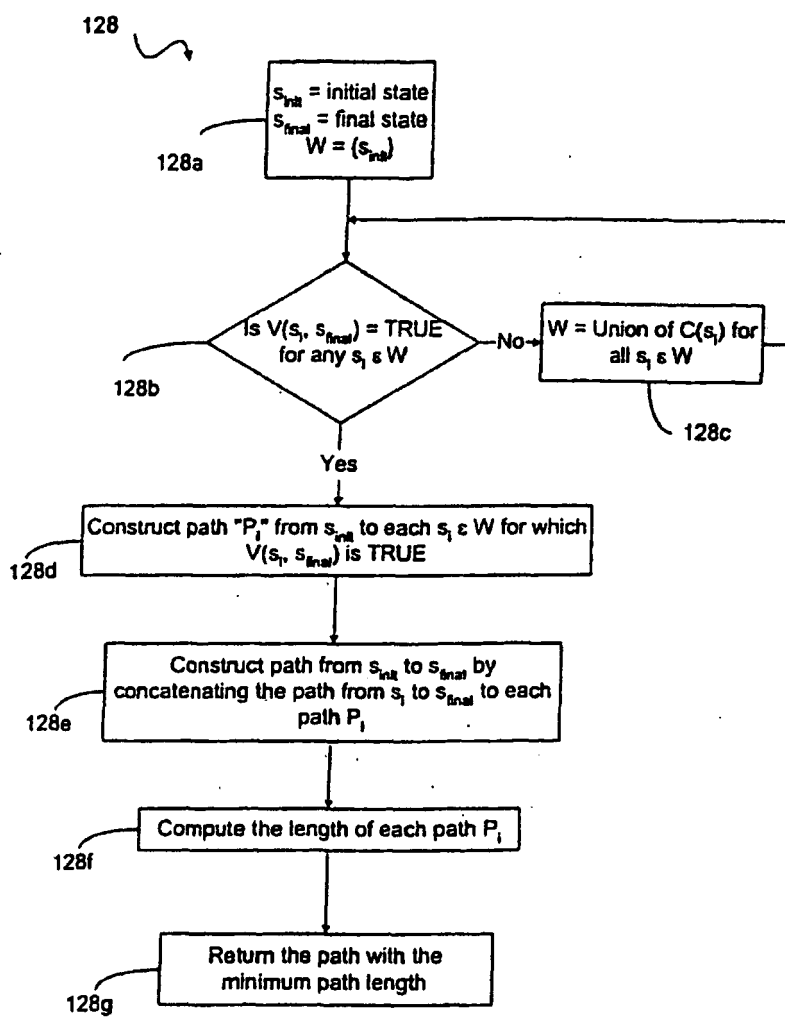 128
s_init = initial state
s_final = final state
W = {s_init}
128a
Is V(s_i, s_final) = TRUE
for any s_i ε W
No
128b
W = Union of C(s_i) for
all s_i ε W
128c
Yes
Construct path "P_i" from s_init to each s_i ε W for which
V(s_i, s_final) is TRUE
128d
Construct path from s_init to s_final by
concatenating the path from s_i to s_final to each
path P_i
128e
Compute the length of each path P_i
128f
Return the path with the
minimum path length
128g